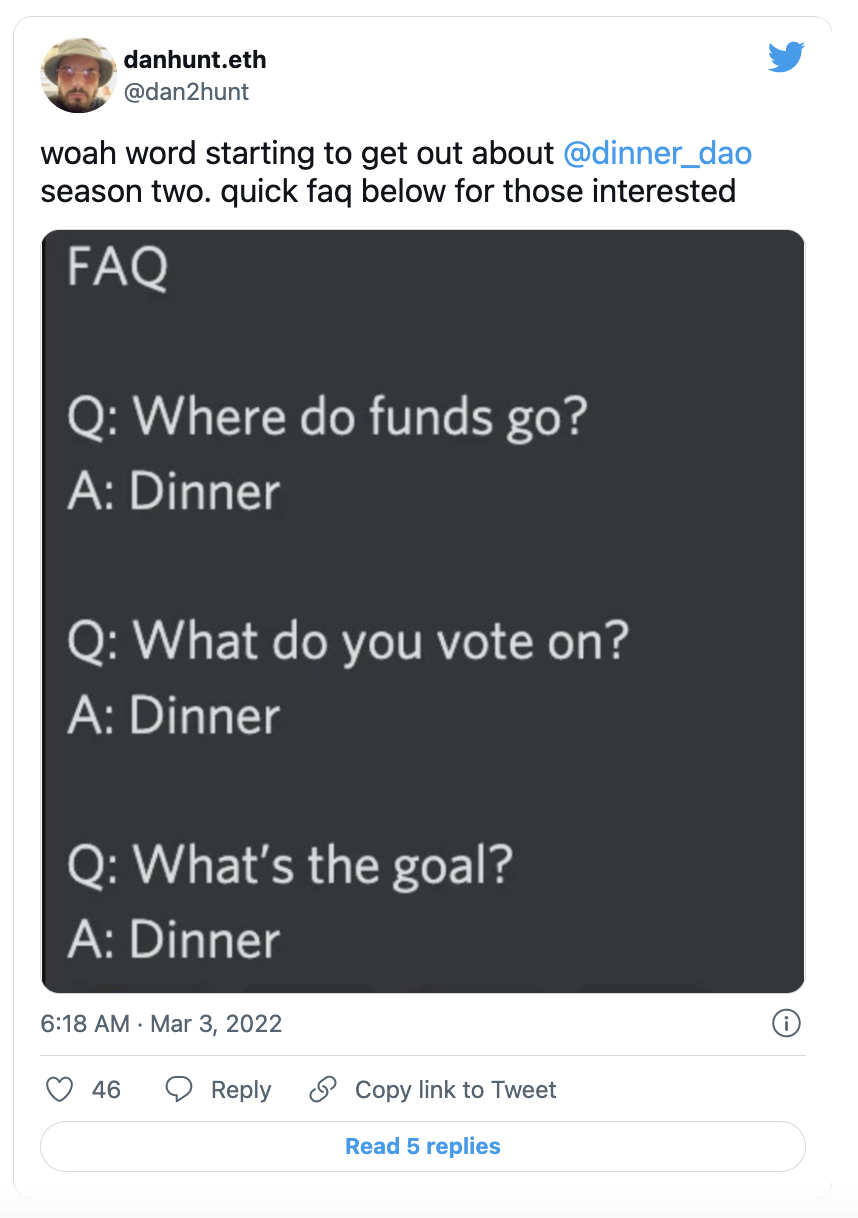 danhunt.eth
@dan2hunt
woah word starting to get out about @dinner_dao
season two. quick faq below for those interested
FAQ
Q: Where do funds go?
A: Dinner
Q: What do you vote on?
A: Dinner
Q: What's the goal?
A: Dinner
6:18 AM · Mar 3, 2022
46 Reply Copy link to Tweet
Read 5 replies